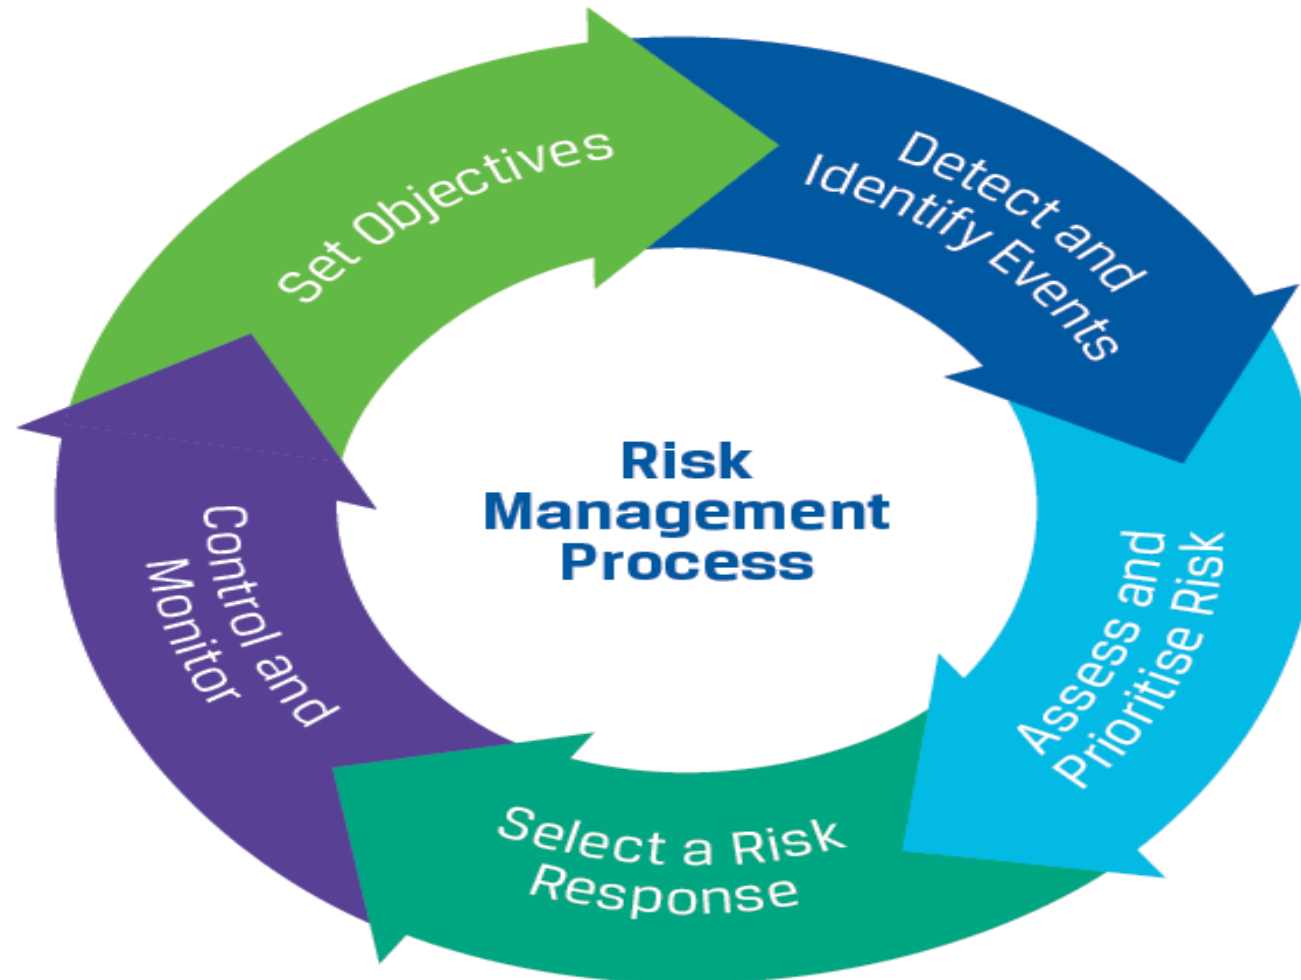 Set Objectives
Detect and
Identify Events
Assess and
Prioritise Risk
Select a Risk
Response
Control and
Monitor
Risk
Management
Process